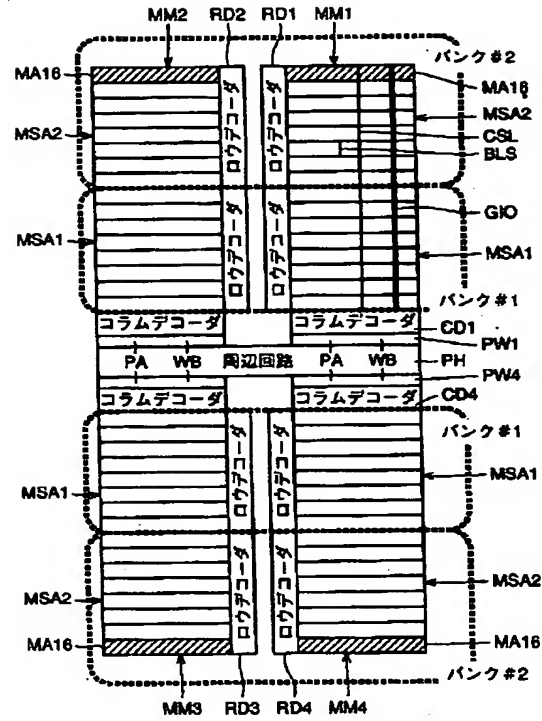 MM2 RD2 RD1 MM1
バンク#2
MA16
MA16
MSA2
MSA2
CSL
BLS
ロウデコーダ
ロウデコーダ
GIO
MSA1
ロウデコーダ
ロウデコーダ
MSA1
バンク#1
コラムデコーダ
コラムデコーダ
CD1
PW1
PA WB 周辺回路 PA WB
PH
PW4
コラムデコーダ
コラムデコーダ
CD4
バンク#1
MSA1
ロウデコーダ
ロウデコーダ
MSA1
MSA2
ロウデコーダ
ロウデコーダ
MSA2
MA16
MA16
バンク#2
MM3 RD3 RD4 MM4